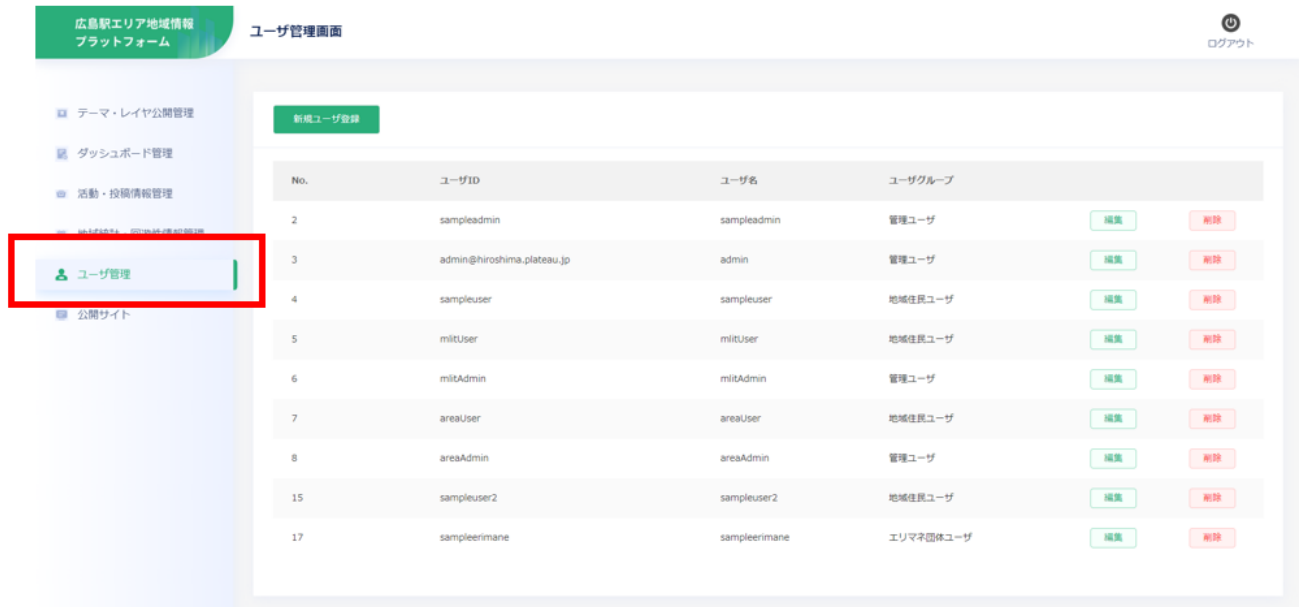 広島駅エリア地域情報
プラットフォーム
ユーザ管理画面
ログアウト
テーマ・レイヤ公開管理
ダッシュボード管理
活動・投稿情報管理
地域統計・回遊性情報管理
ユーザ管理
公開サイト
新規ユーザ登録
No. ユーザID ユーザ名 ユーザグループ
2 sampleadmin sampleadmin 管理ユーザ 編集 削除
3 admin@hiroshima.plateau.jp admin 管理ユーザ 編集 削除
4 sampleuser sampleuser 地域住民ユーザ 編集 削除
5 mlitUser mlitUser 地域住民ユーザ 編集 削除
6 mlitAdmin mlitAdmin 管理ユーザ 編集 削除
7 areaUser areaUser 地域住民ユーザ 編集 削除
8 areaAdmin areaAdmin 管理ユーザ 編集 削除
15 sampleuser2 sampleuser2 地域住民ユーザ 編集 削除
17 sampleerimane sampleerimane エリマネ団体ユーザ 編集 削除